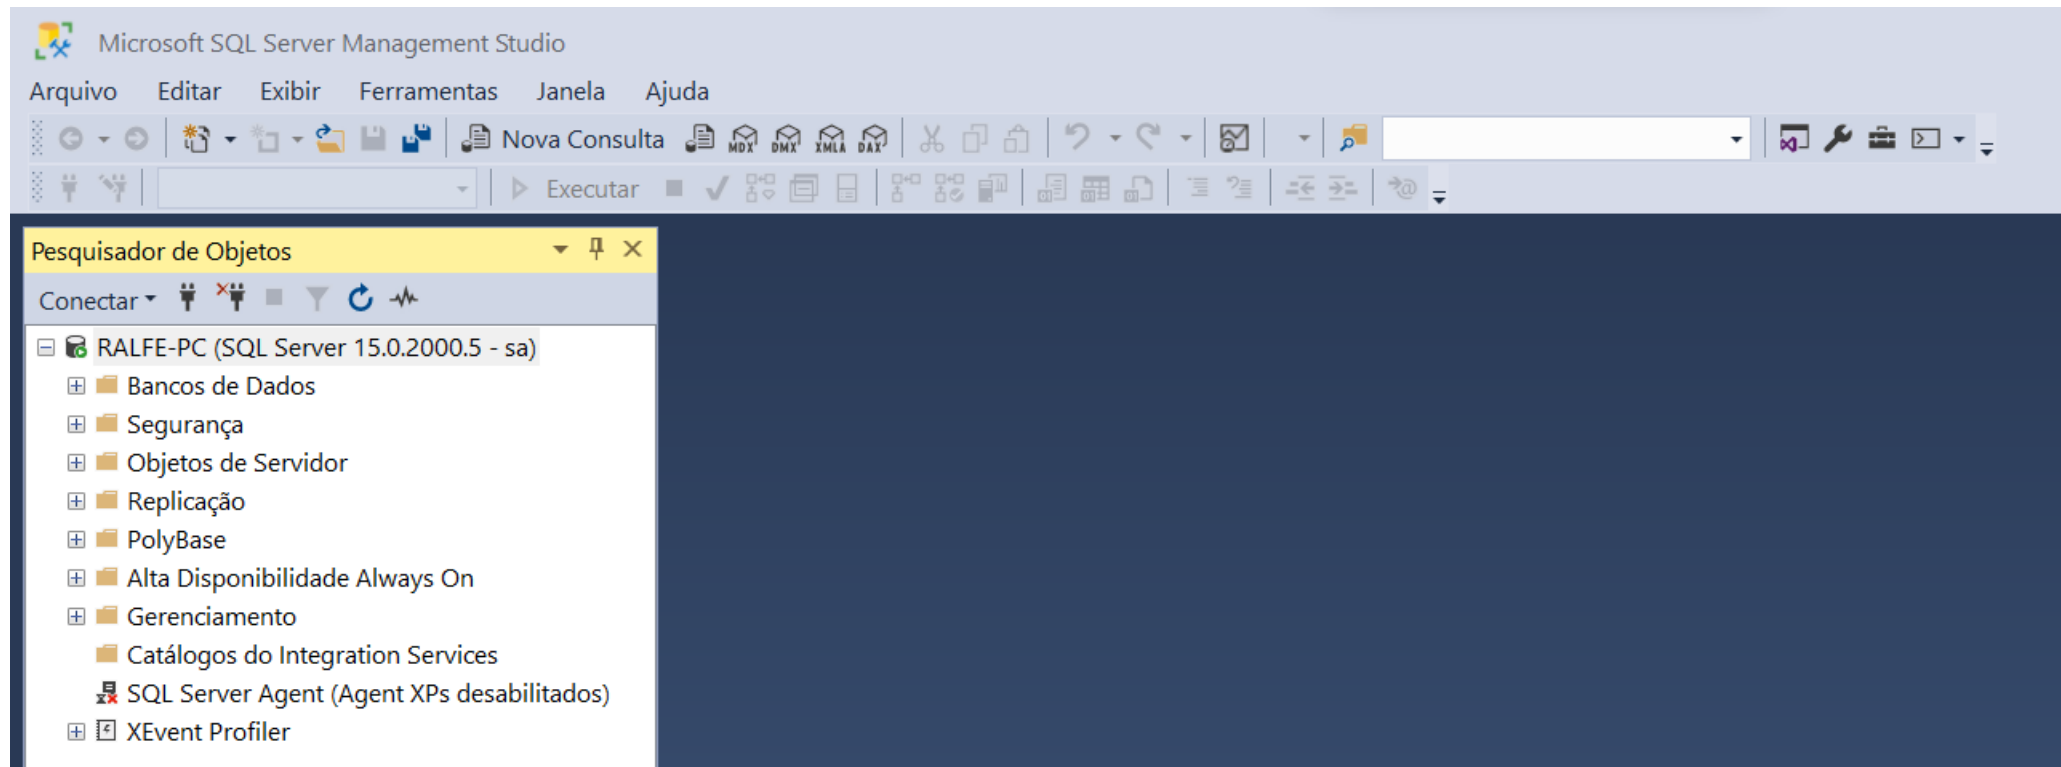 Microsoft SQL Server Management Studio
Arquivo Editar Exibir Ferramentas Janela Ajuda
Nova Consulta MDX DMX XMLA DAX
Executar
Pesquisador de Objetos
Conectar
RALFE-PC (SQL Server 15.0.2000.5 - sa)
Bancos de Dados
Segurança
Objetos de Servidor
Replicação
PolyBase
Alta Disponibilidade Always On
Gerenciamento
Catálogos do Integration Services
SQL Server Agent (Agent XPs desabilitados)
XEvent Profiler